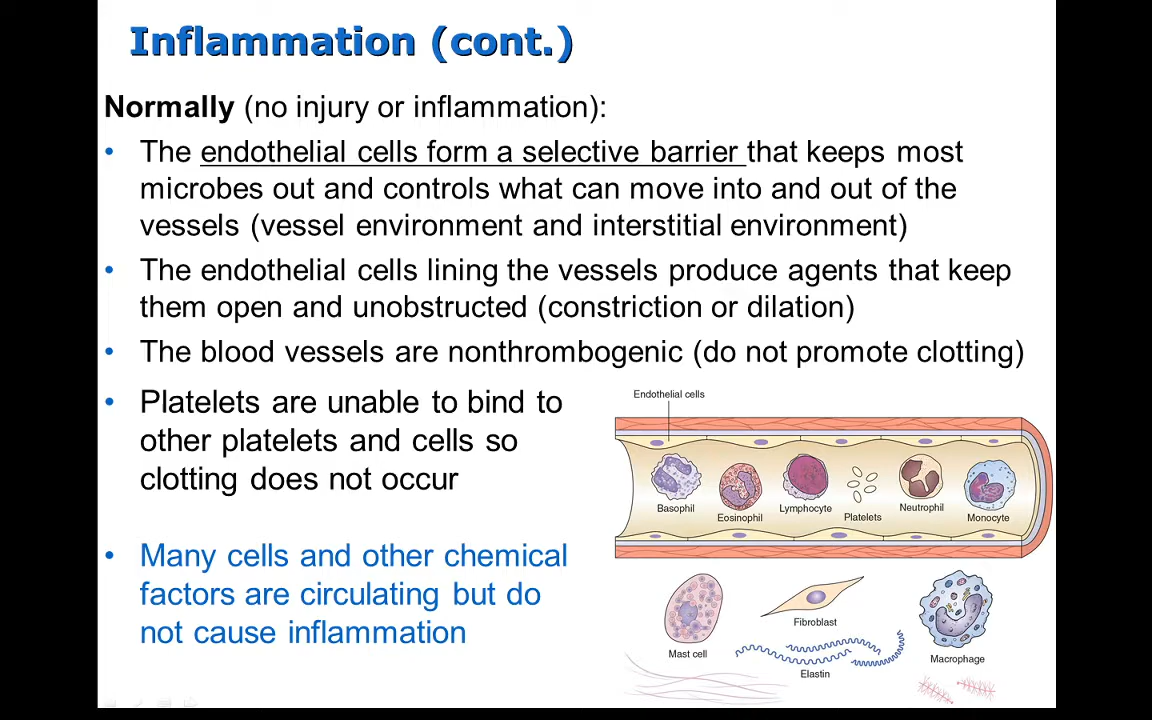 Inflammation (cont.)
Normally (no injury or inflammation):
• The endothelial cells form a selective barrier that keeps most
microbes out and controls what can move into and out of the
vessels (vessel environment and interstitial environment)
• The endothelial cells lining the vessels produce agents that keep
them open and unobstructed (constriction or dilation)
• The blood vessels are nonthrombogenic (do not promote clotting)
• Platelets are unable to bind to
other platelets and cells so
clotting does not occur
• Many cells and other chemical
factors are circulating but do
not cause inflammation
Endothelial cells
Basophil
Eosinophil
Lymphocyte
Platelets
Neutrophil
Monocyte
Mast cell
Fibroblast
Elastin
Macrophage